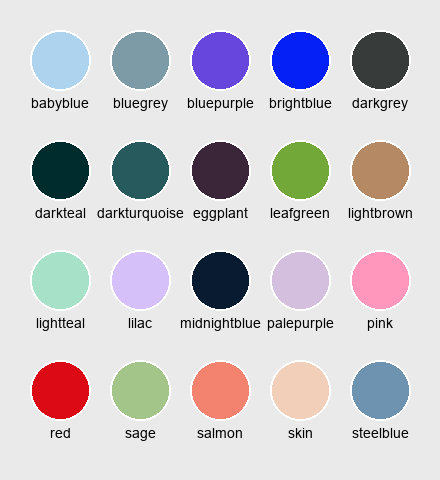 babyblue bluegrey bluepurple brightblue darkgrey
darkteal darkturquoise eggplant leafgreen lightbrown
lightteal lilac midnightblue palepurple pink
red sage salmon skin steelblue